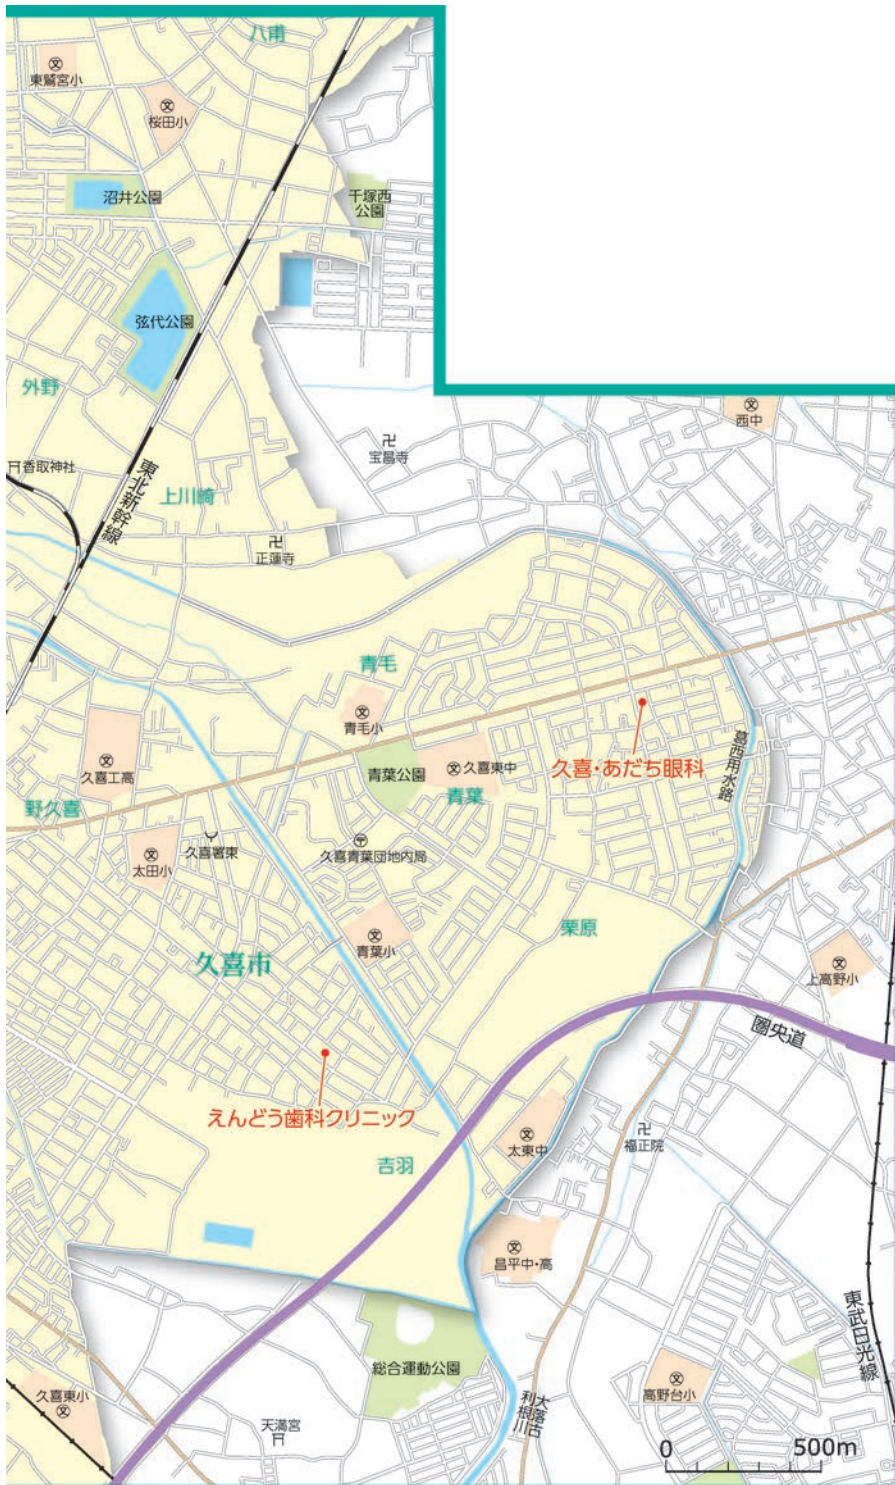 八甫
東鷲宮小
桜田小
沼井公園
千塚西
公園
弦代公園
外野
西中
宝昌寺
香取神社
東北新幹線
上川崎
正蓮寺
青毛
青毛小
久喜工高
青葉公園
久喜東中
久喜・あだち眼科
葛西用水路
青葉
野久喜
久喜署東
太田小
久喜青葉団地内局
栗原
青葉小
久喜市
上高野小
圏央道
えんどう歯科クリニック
太東中
福正院
吉羽
昌平中・高
東武日光線
総合運動公園
久喜東小
高野台小
大落古
利根川
天満宮
0 500m